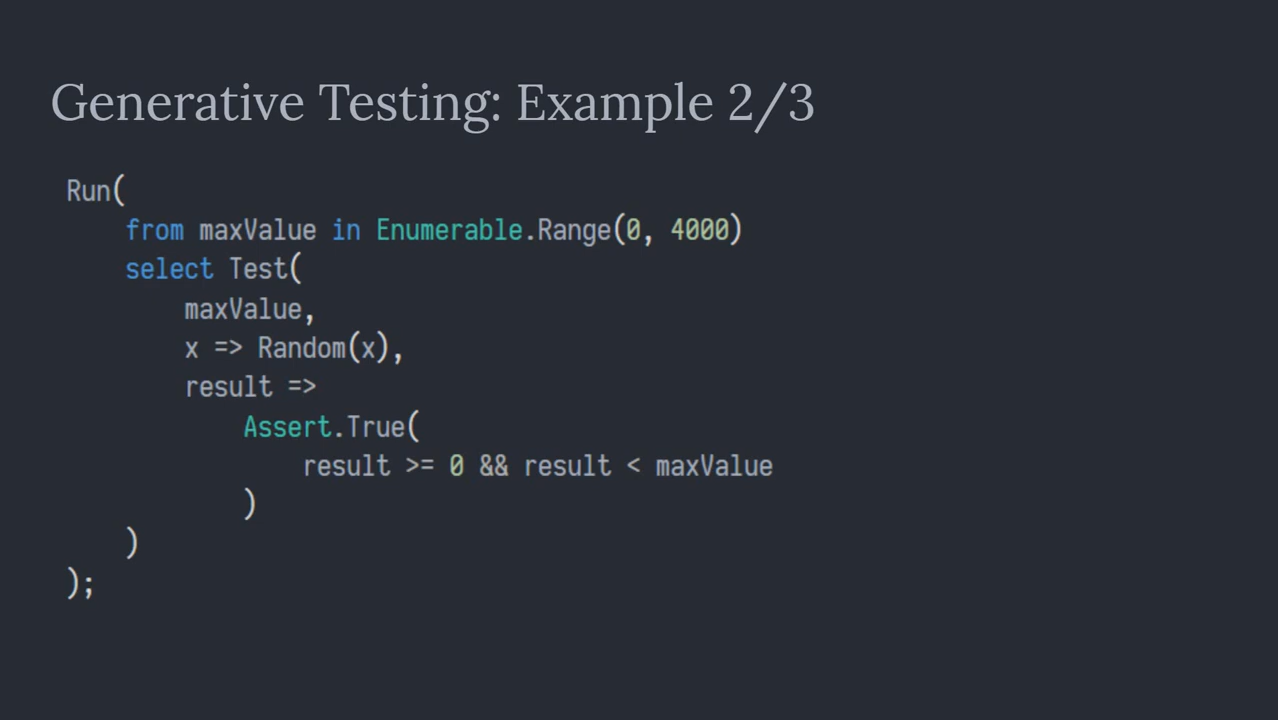 Generative Testing: Example 2/3
Run(
    from maxValue in Enumerable.Range(0, 4000)
    select Test(
        maxValue,
        x => Random(x),
        result =>
            Assert.True(
                result >= 0 && result < maxValue
            )
    )
);